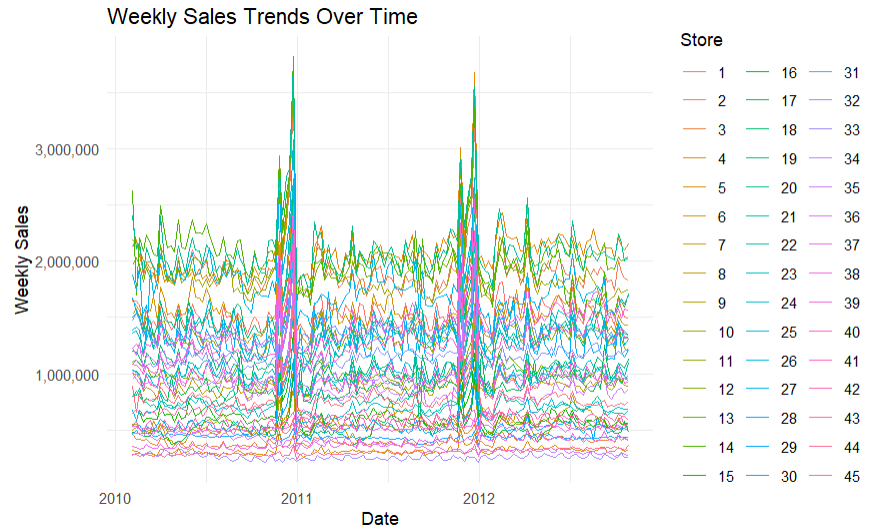 Weekly Sales Trends Over Time
Weekly Sales
3,000,000
2,000,000
1,000,000
2010 2011 2012
Date
Store
1 16 31
2 17 32
3 18 33
4 19 34
5 20 35
6 21 36
7 22 37
8 23 38
9 24 39
10 25 40
11 26 41
12 27 42
13 28 43
14 29 44
15 30 45